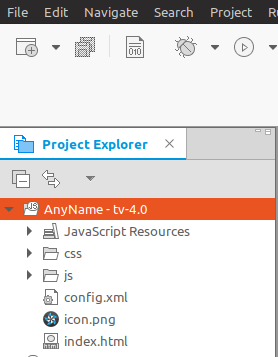 File Edit Navigate Search Project
010
Project Explorer
AnyName - tv-4.0
JavaScript Resources
css
js
config.xml
icon.png
index.html